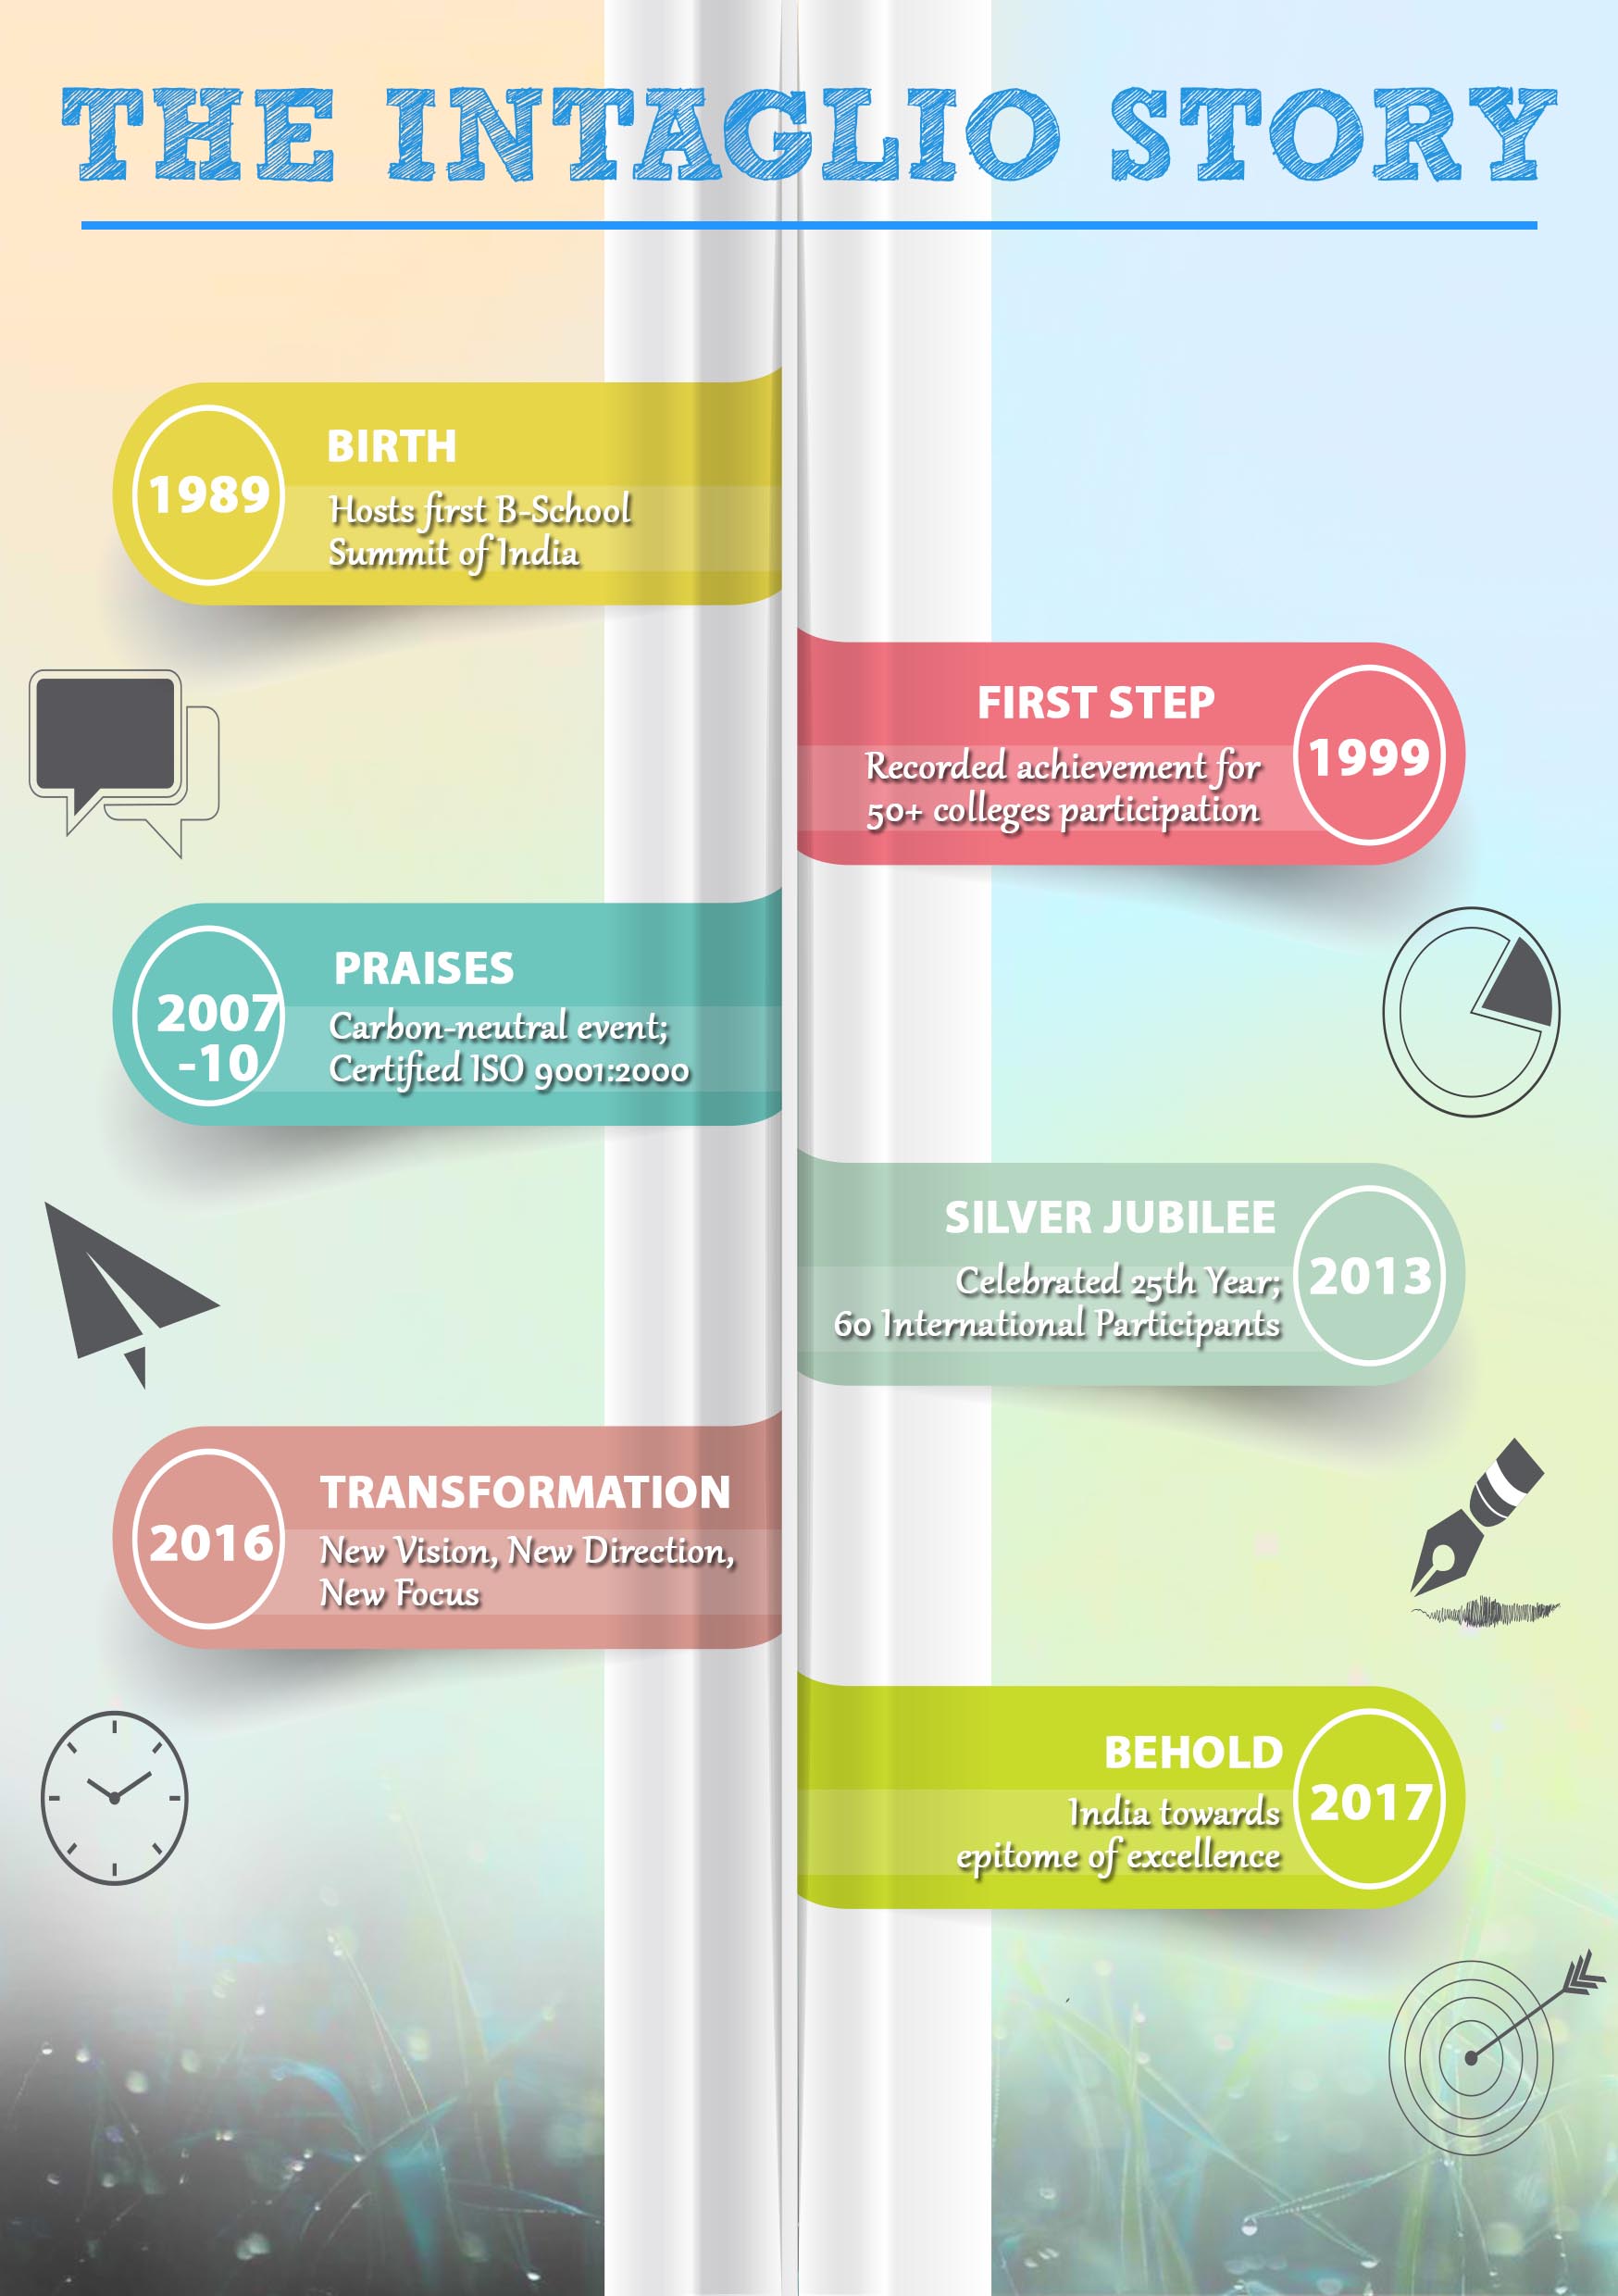 THE INTAGLIO STORY
1989
BIRTH
Hosts first B-School
Summit of India
FIRST STEP
Recorded achievement for
50+ colleges participation
1999
2007
-10
PRAISES
Carbon-neutral event;
Certified ISO 9001:2000
SILVER JUBILEE
Celebrated 25th Year;
60 International Participants
2013
2016
TRANSFORMATION
New Vision, New Direction,
New Focus
BEHOLD
India towards
epitome of excellence
2017